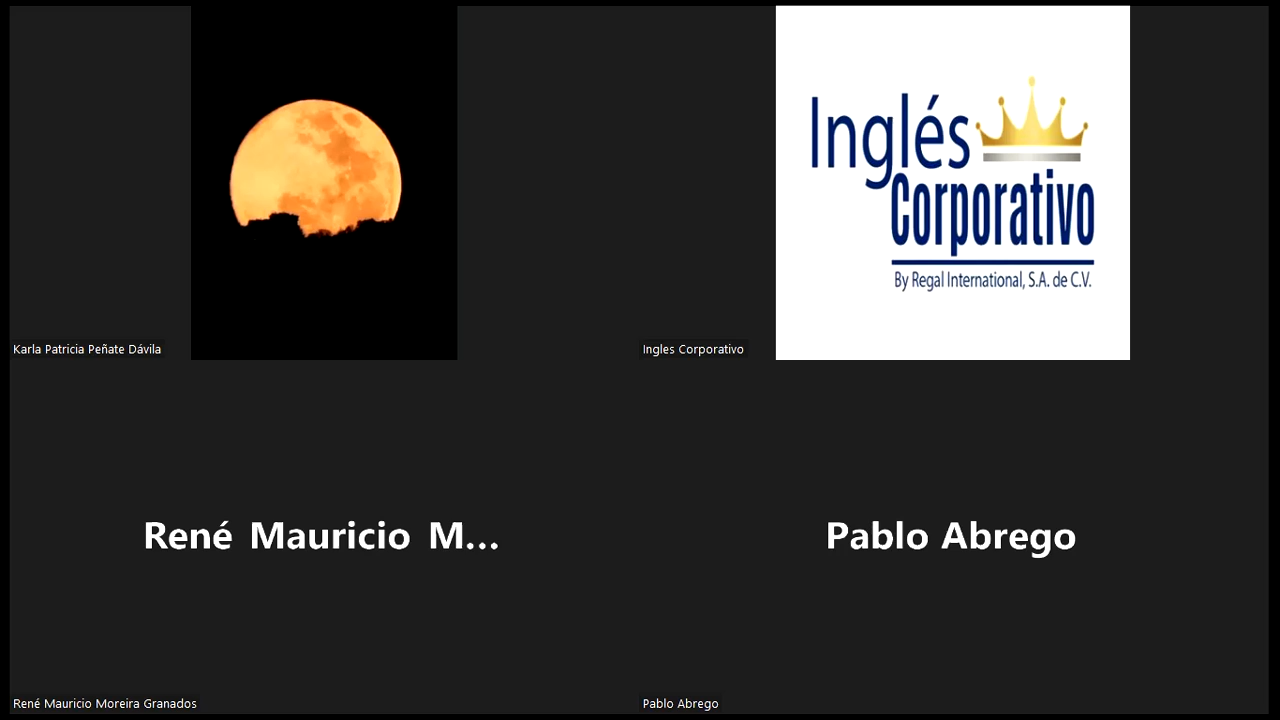 Inglés
Corporativo
By Regal International, S.A. de C.V.
Karla Patricia Peñate Dávila
Ingles Corporativo
René Mauricio M...
Pablo Abrego
René Mauricio Moreira Granados
Pablo Abrego